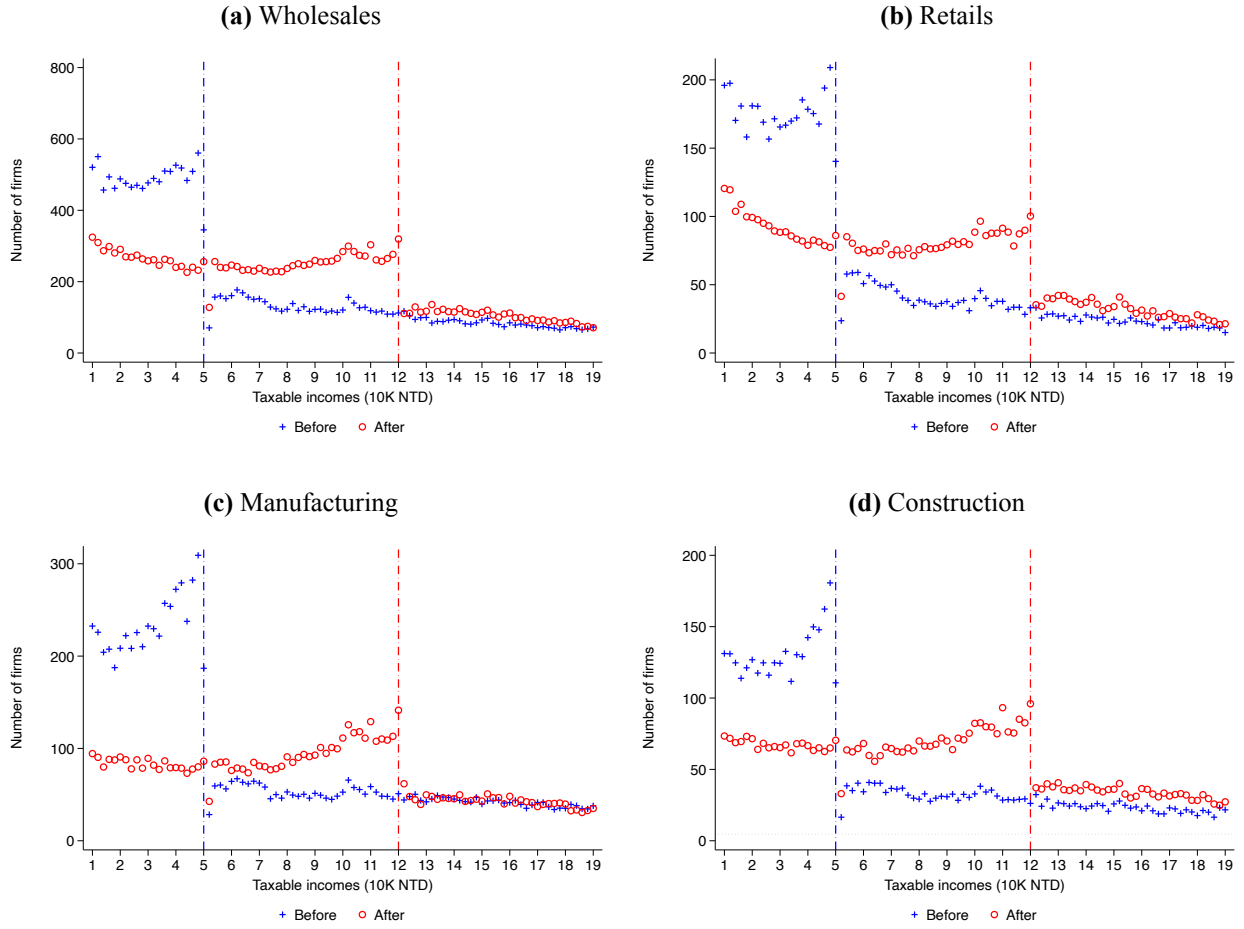 (a) Wholesales
800
600
400
200
0
Number of firms
1 2 3 4 5 6 7 8 9 10 11 12 13 14 15 16 17 18 19
Taxable incomes (10K NTD)
Before After
(b) Retails
200
150
100
50
0
Number of firms
1 2 3 4 5 6 7 8 9 10 11 12 13 14 15 16 17 18 19
Taxable incomes (10K NTD)
Before After
(c) Manufacturing
300
200
100
0
Number of firms
1 2 3 4 5 6 7 8 9 10 11 12 13 14 15 16 17 18 19
Taxable incomes (10K NTD)
Before After
(d) Construction
200
150
100
50
0
Number of firms
1 2 3 4 5 6 7 8 9 10 11 12 13 14 15 16 17 18 19
Taxable incomes (10K NTD)
Before After